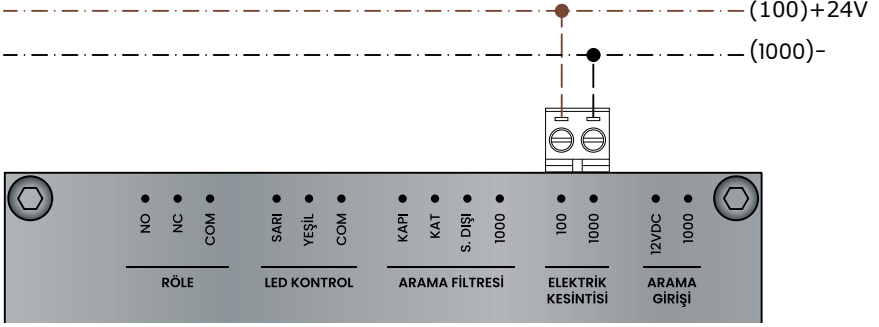 (100)+24V
(1000)-
NO NC COM SARI YEŞİL COM KAPI KAT S. DIŞI 1000 100 1000 12VDC 1000
RÖLE LED KONTROL ARAMA FİLTRESİ ELEKTRİK KESİNTİSİ ARAMA GİRİŞİ